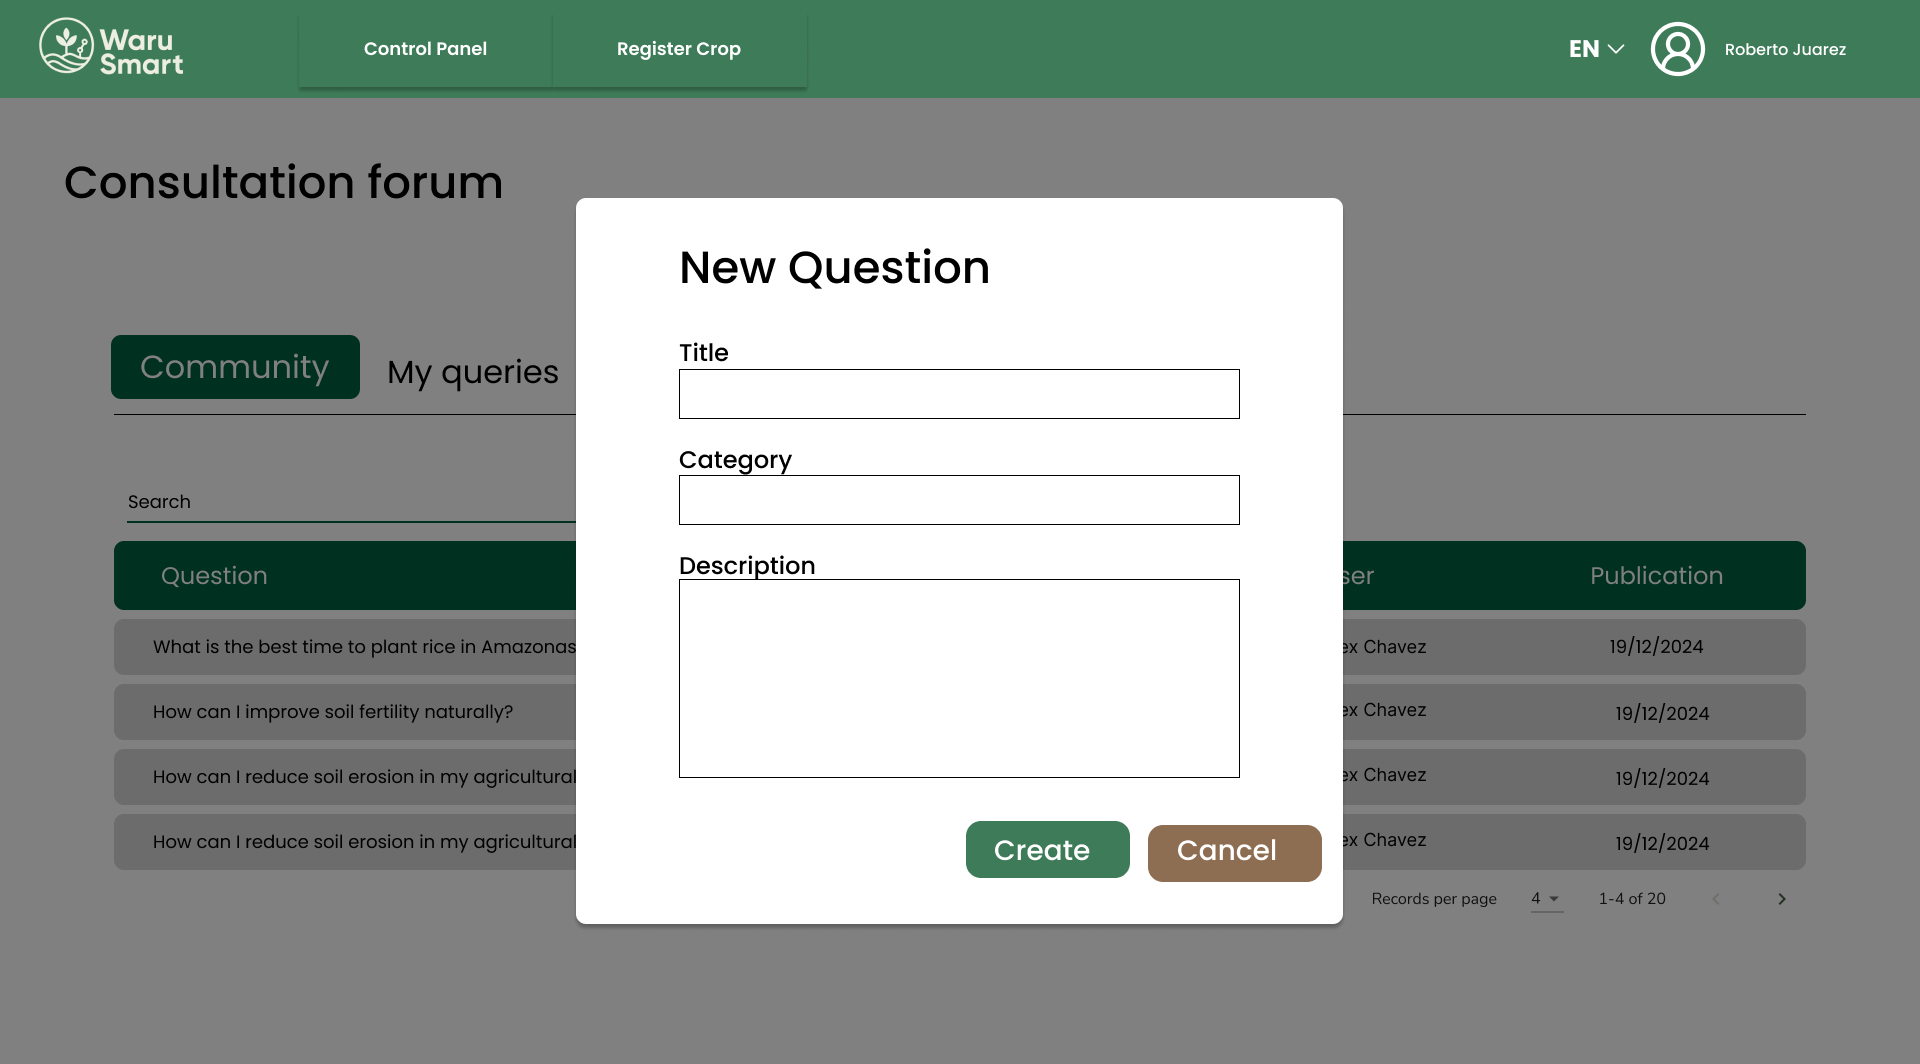 Waru
Smart
Control Panel
Register Crop
EN
Roberto Juarez
Consultation forum
New Question
Title
Category
Description
Create
Cancel
Community
My queries
Search
Question
ser
Publication
What is the best time to plant rice in Amazonas
ex Chavez
19/12/2024
How can I improve soil fertility naturally?
ex Chavez
19/12/2024
How can I reduce soil erosion in my agricultural
ex Chavez
19/12/2024
How can I reduce soil erosion in my agricultural
ex Chavez
19/12/2024
Records per page
4
1-4 of 20